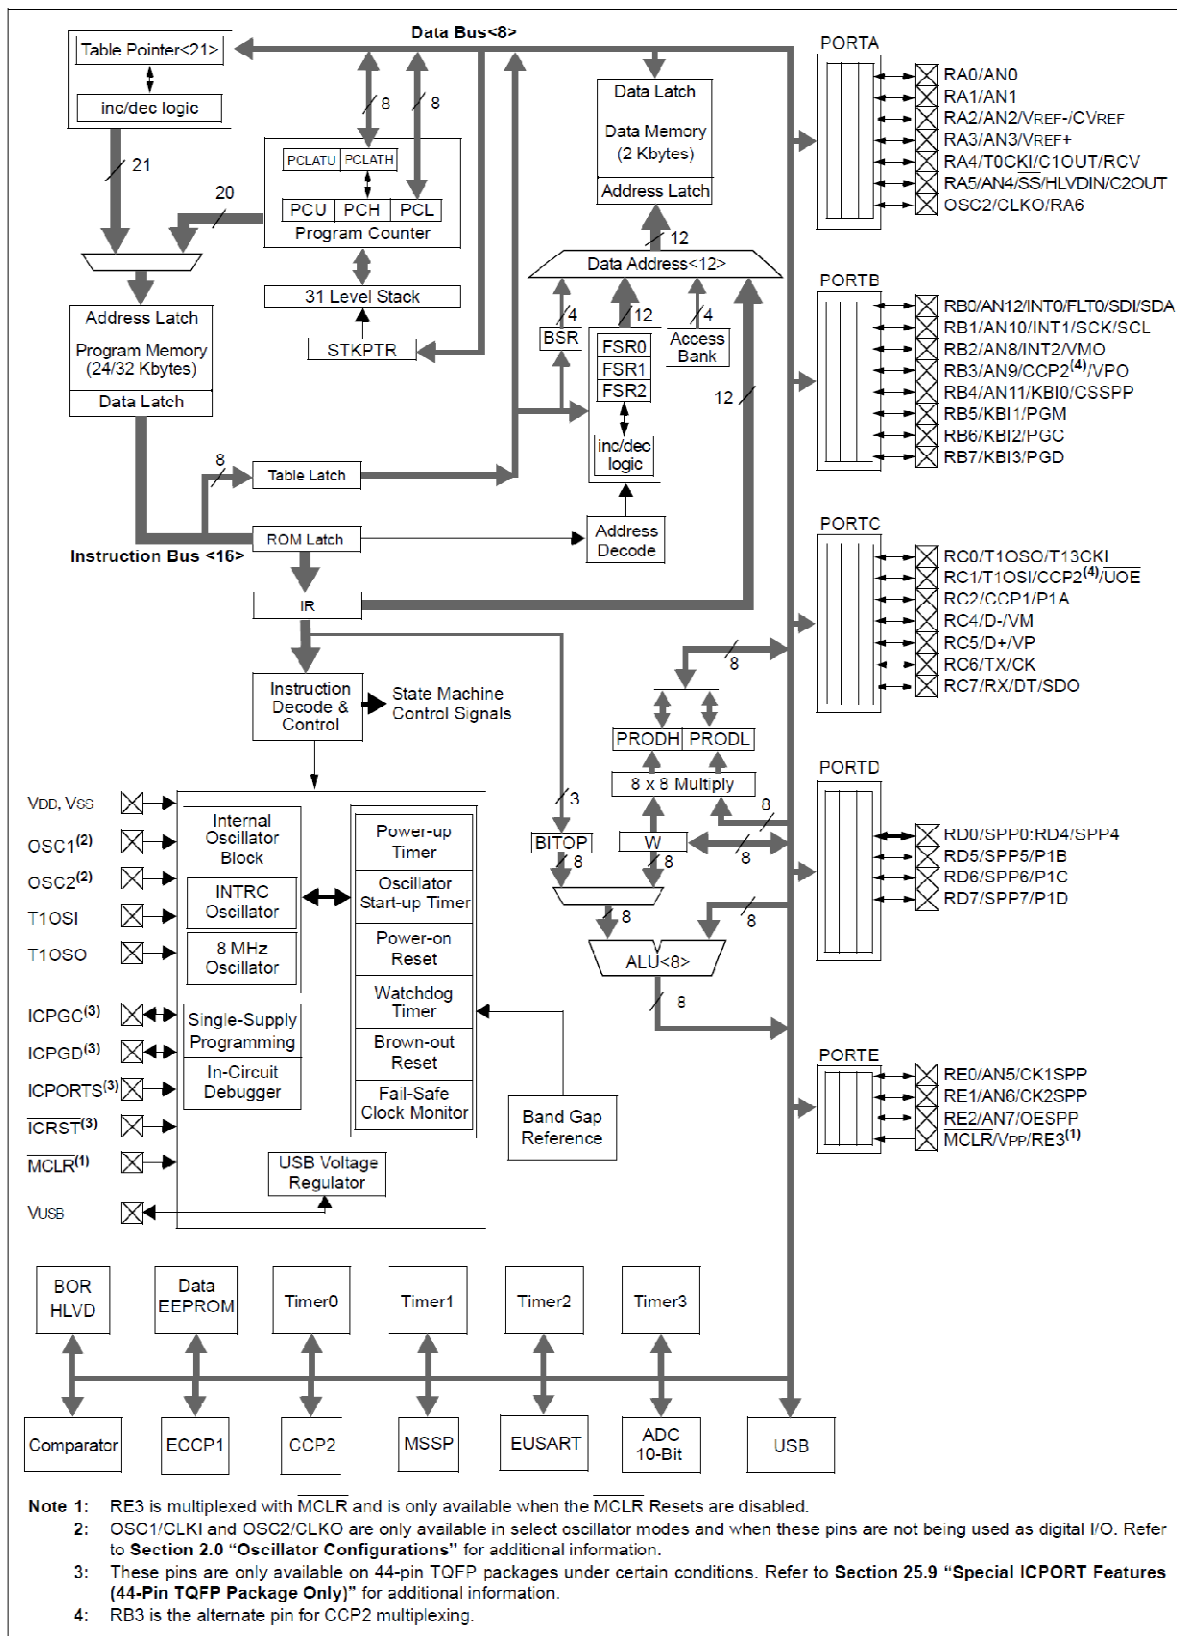 Data Bus<8>
Table Pointer<21>
inc/dec logic
21
20
8
8
PCLATU PCLATH
PCU PCH PCL
Program Counter
31 Level Stack
STKPTR
Address Latch
Program Memory
(24/32 Kbytes)
Data Latch
Data Latch
Data Memory
(2 Kbytes)
Address Latch
12
Data Address<12>
4
12
4
BSR
FSR0
FSR1
FSR2
Access
Bank
12
inc/dec
logic
8
Table Latch
ROM Latch
Address
Decode
Instruction Bus <16>
IR
Instruction
Decode &
Control
State Machine
Control Signals
8
PRODH PRODL
8 x 8 Multiply
3
8
BITOP
W
8
8
8
8
8
ALU<8>
8
VDD, VSS
OSC1(2)
OSC2(2)
T1OSI
T1OSO
ICPGC(3)
ICPGD(3)
ICPORTS(3)
ICRST(3)
MCLR(1)
VUSB
Internal
Oscillator
Block
INTRC
Oscillator
8 MHz
Oscillator
Single-Supply
Programming
In-Circuit
Debugger
Power-up
Timer
Oscillator
Start-up Timer
Power-on
Reset
Watchdog
Timer
Brown-out
Reset
Fail-Safe
Clock Monitor
Band Gap
Reference
USB Voltage
Regulator
PORTA
RA0/AN0
RA1/AN1
RA2/AN2/VREF-/CVREF
RA3/AN3/VREF+
RA4/T0CKI/C1OUT/RCV
RA5/AN4/SS/HLVDIN/C2OUT
OSC2/CLKO/RA6
PORTB
RB0/AN12/INT0/FLT0/SDI/SDA
RB1/AN10/INT1/SCK/SCL
RB2/AN8/INT2/VMO
RB3/AN9/CCP2(4)/VPO
RB4/AN11/KBI0/CSSPP
RB5/KBI1/PGM
RB6/KBI2/PGC
RB7/KBI3/PGD
PORTC
RC0/T1OSO/T13CKI
RC1/T1OSI/CCP2(4)/UOE
RC2/CCP1/P1A
RC4/D-/VM
RC5/D+/VP
RC6/TX/CK
RC7/RX/DT/SDO
PORTD
RD0/SPP0:RD4/SPP4
RD5/SPP5/P1B
RD6/SPP6/P1C
RD7/SPP7/P1D
PORTE
RE0/AN5/CK1SPP
RE1/AN6/CK2SPP
RE2/AN7/OESPP
MCLR/VPP/RE3(1)
BOR
HLVD
Data
EEPROM
Timer0
Timer1
Timer2
Timer3
Comparator
ECCP1
CCP2
MSSP
EUSART
ADC
10-Bit
USB
Note 1: RE3 is multiplexed with MCLR and is only available when the MCLR Resets are disabled.
2: OSC1/CLKI and OSC2/CLKO are only available in select oscillator modes and when these pins are not being used as digital I/O. Refer
to Section 2.0 “Oscillator Configurations” for additional information.
3: These pins are only available on 44-pin TQFP packages under certain conditions. Refer to Section 25.9 “Special ICPORT Features
(44-Pin TQFP Package Only)” for additional information.
4: RB3 is the alternate pin for CCP2 multiplexing.